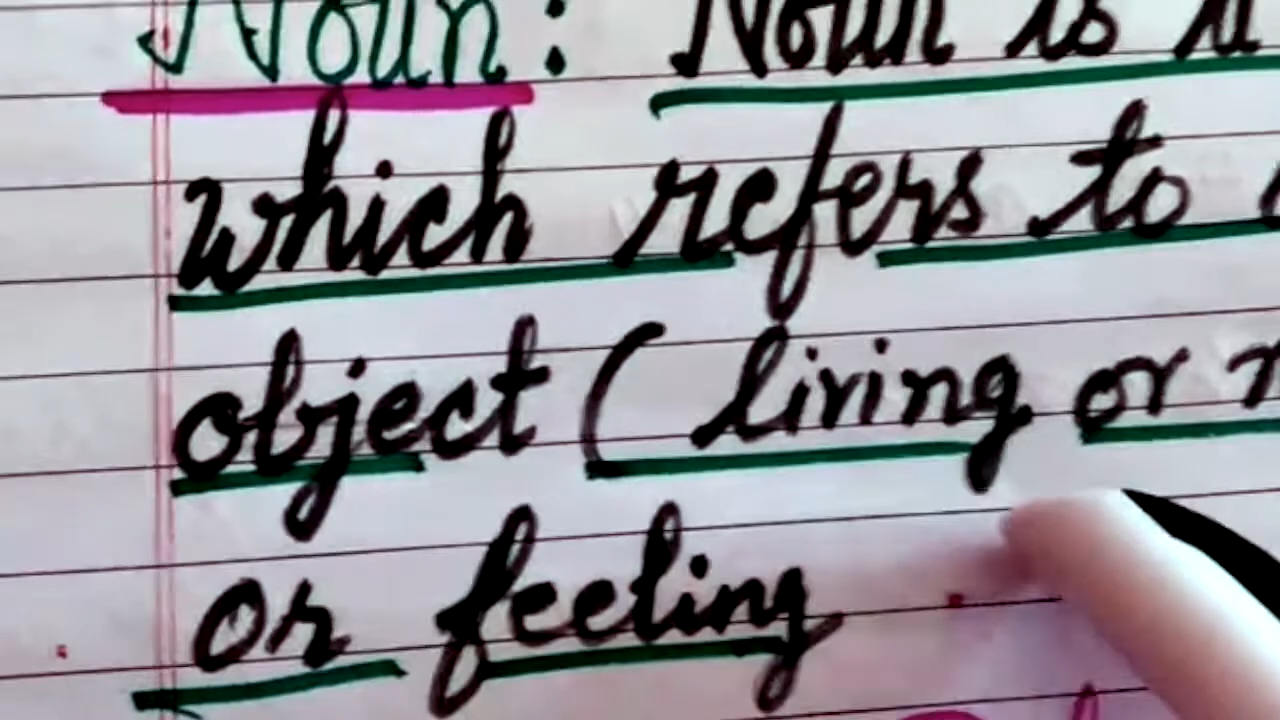 Noun: Noun is
which refers to
object (living or
or feeling